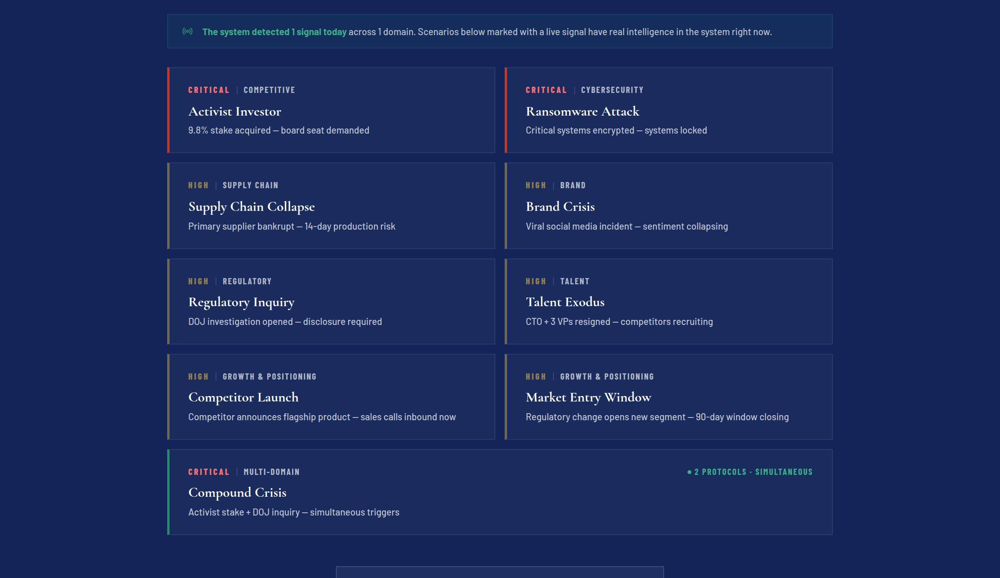 The system detected 1 signal today across 1 domain. Scenarios below marked with a live signal have real intelligence in the system right now.
CRITICAL | COMPETITIVE
Activist Investor
9.8% stake acquired — board seat demanded
CRITICAL | CYBERSECURITY
Ransomware Attack
Critical systems encrypted — systems locked
HIGH | SUPPLY CHAIN
Supply Chain Collapse
Primary supplier bankrupt — 14-day production risk
HIGH | BRAND
Brand Crisis
Viral social media incident — sentiment collapsing
HIGH | REGULATORY
Regulatory Inquiry
DOJ investigation opened — disclosure required
HIGH | TALENT
Talent Exodus
CTO + 3 VPs resigned — competitors recruiting
HIGH | GROWTH & POSITIONING
Competitor Launch
Competitor announces flagship product — sales calls inbound now
HIGH | GROWTH & POSITIONING
Market Entry Window
Regulatory change opens new segment — 90-day window closing
CRITICAL | MULTI-DOMAIN
2 PROTOCOLS · SIMULTANEOUS
Compound Crisis
Activist stake + DOJ inquiry — simultaneous triggers